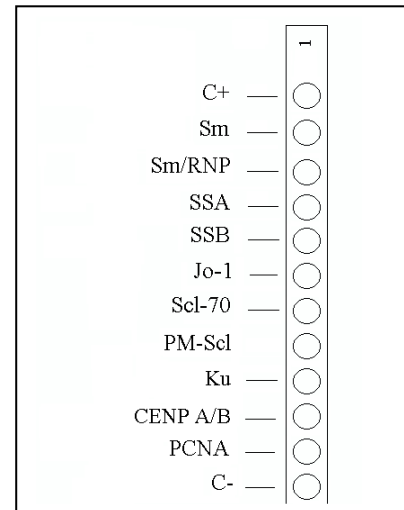 1
C+
Sm
Sm/RNP
SSA
SSB
Jo-1
Scl-70
PM-Scl
Ku
CENP A/B
PCNA
C-